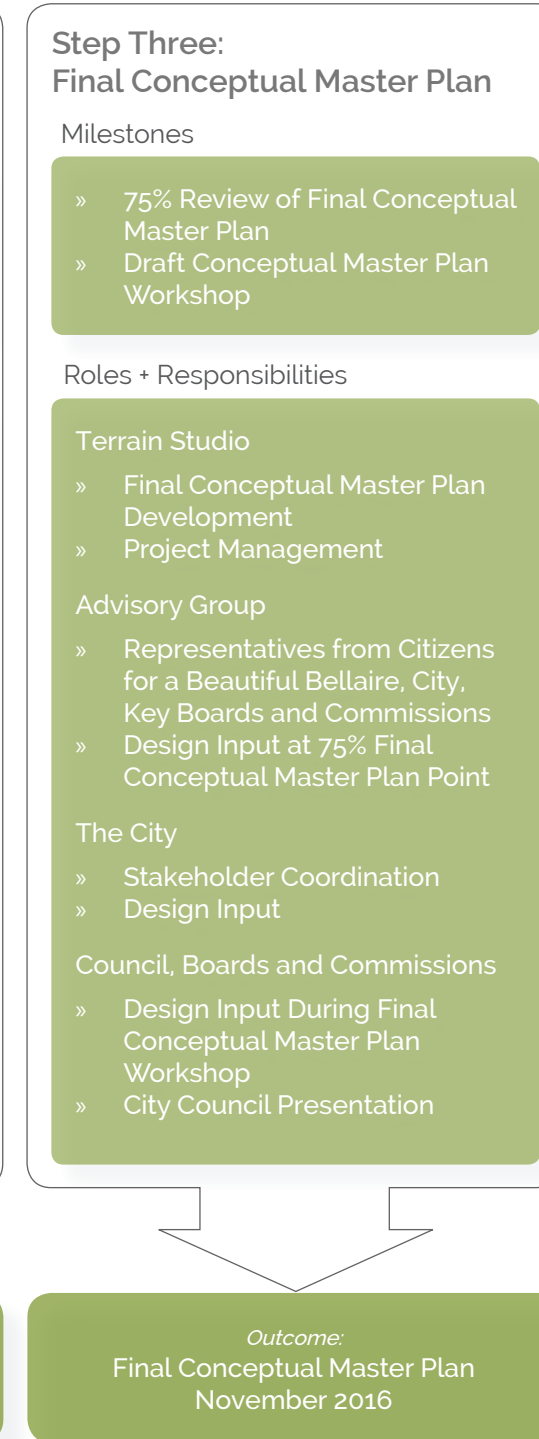 Step Three:
Final Conceptual Master Plan
Milestones
» 75% Review of Final Conceptual
Master Plan
» Draft Conceptual Master Plan
Workshop
Roles + Responsibilities
Terrain Studio
» Final Conceptual Master Plan
Development
» Project Management
Advisory Group
» Representatives from Citizens
for a Beautiful Bellaire, City,
Key Boards and Commissions
» Design Input at 75% Final
Conceptual Master Plan Point
The City
» Stakeholder Coordination
» Design Input
Council, Boards and Commissions
» Design Input During Final
Conceptual Master Plan
Workshop
» City Council Presentation
Outcome:
Final Conceptual Master Plan
November 2016